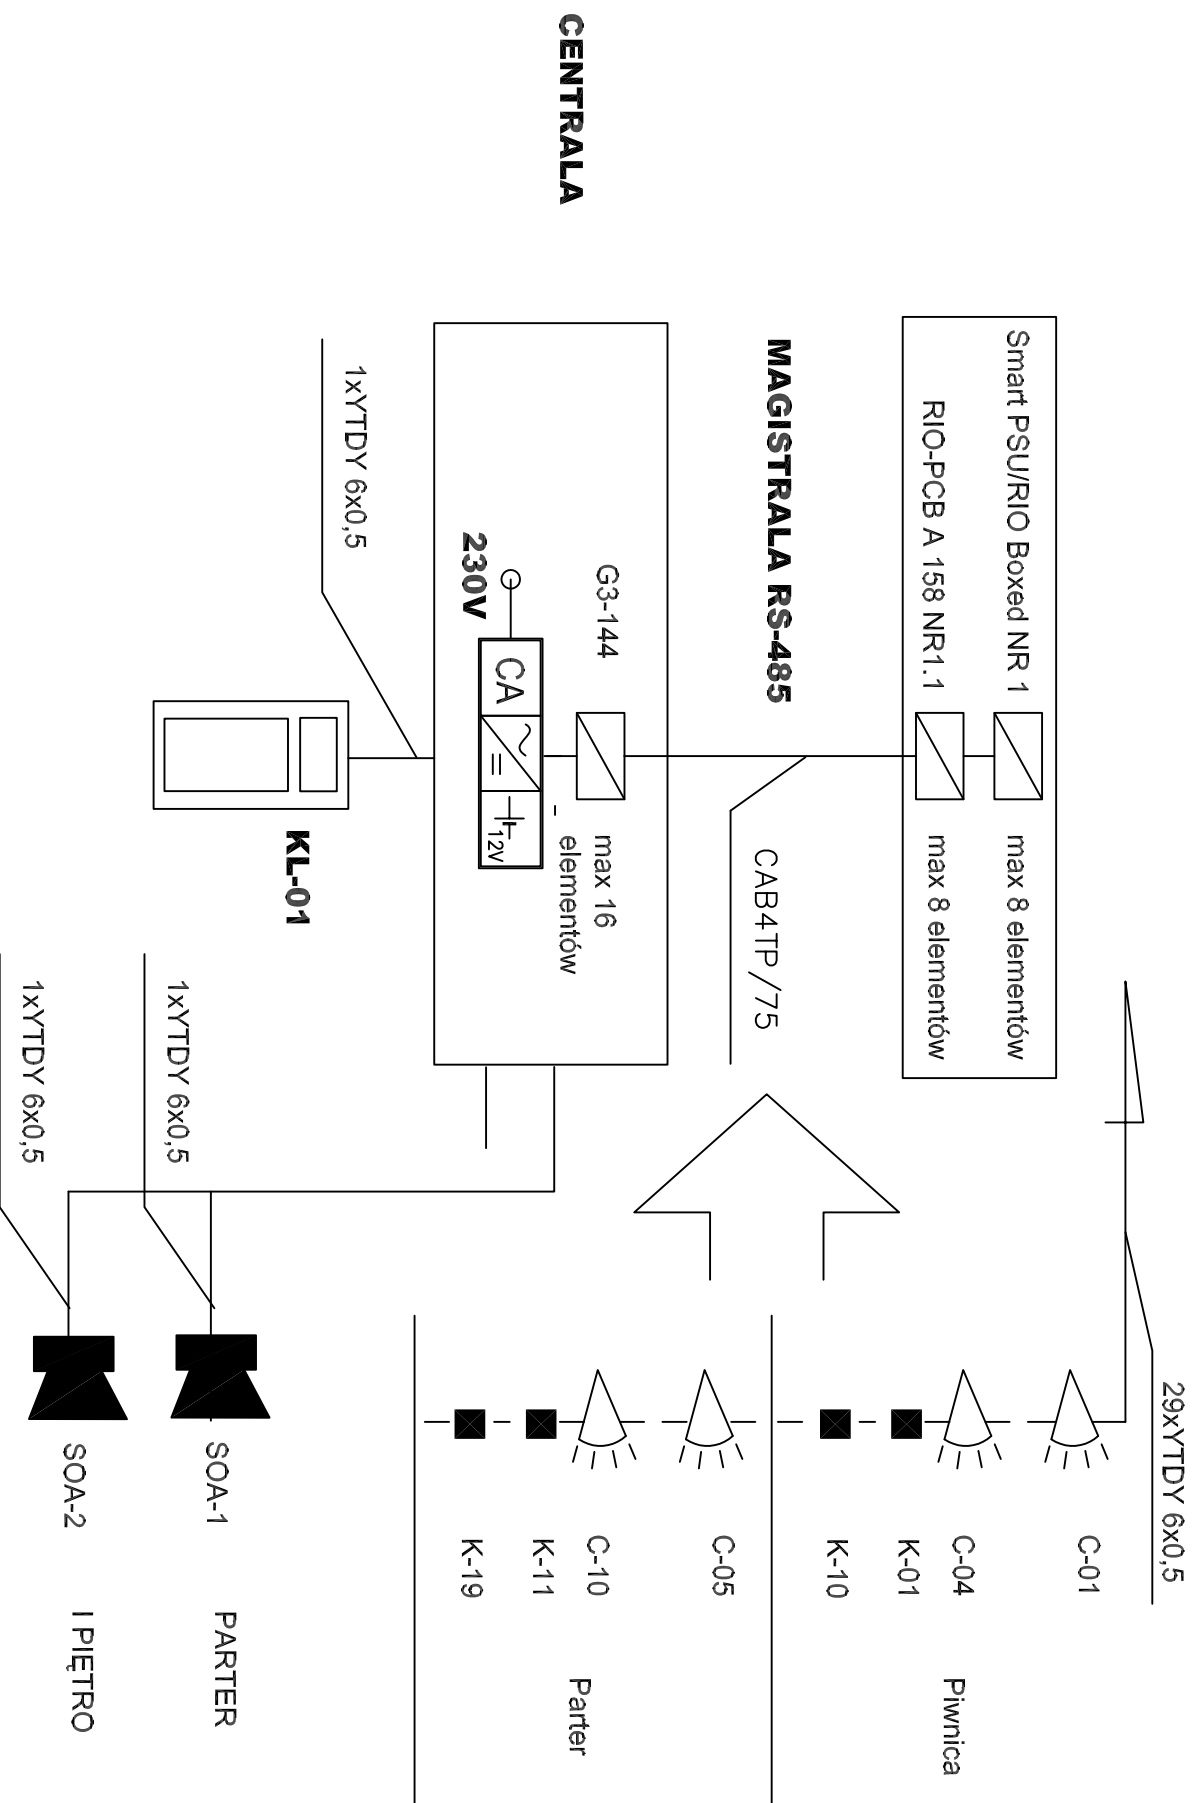 29xYTDY 6x0,5
Smart PSU/RIO Boxed NR 1
max 8 elementów
RIO-PCB A 158 NR1.1
max 8 elementów
C-01
C-04
K-01
K-10
Piwnica
MAGISTRALA RS-485
CAB4TP/75
C-05
C-10
K-11
K-19
Parter
CENTRALA
G3-144
max 16
elementów
-
CA
~
=
12V
230V
1xYTDY 6x0,5
KL-01
1xYTDY 6x0,5
SOA-1
PARTER
1xYTDY 6x0,5
SOA-2
I PIĘTRO